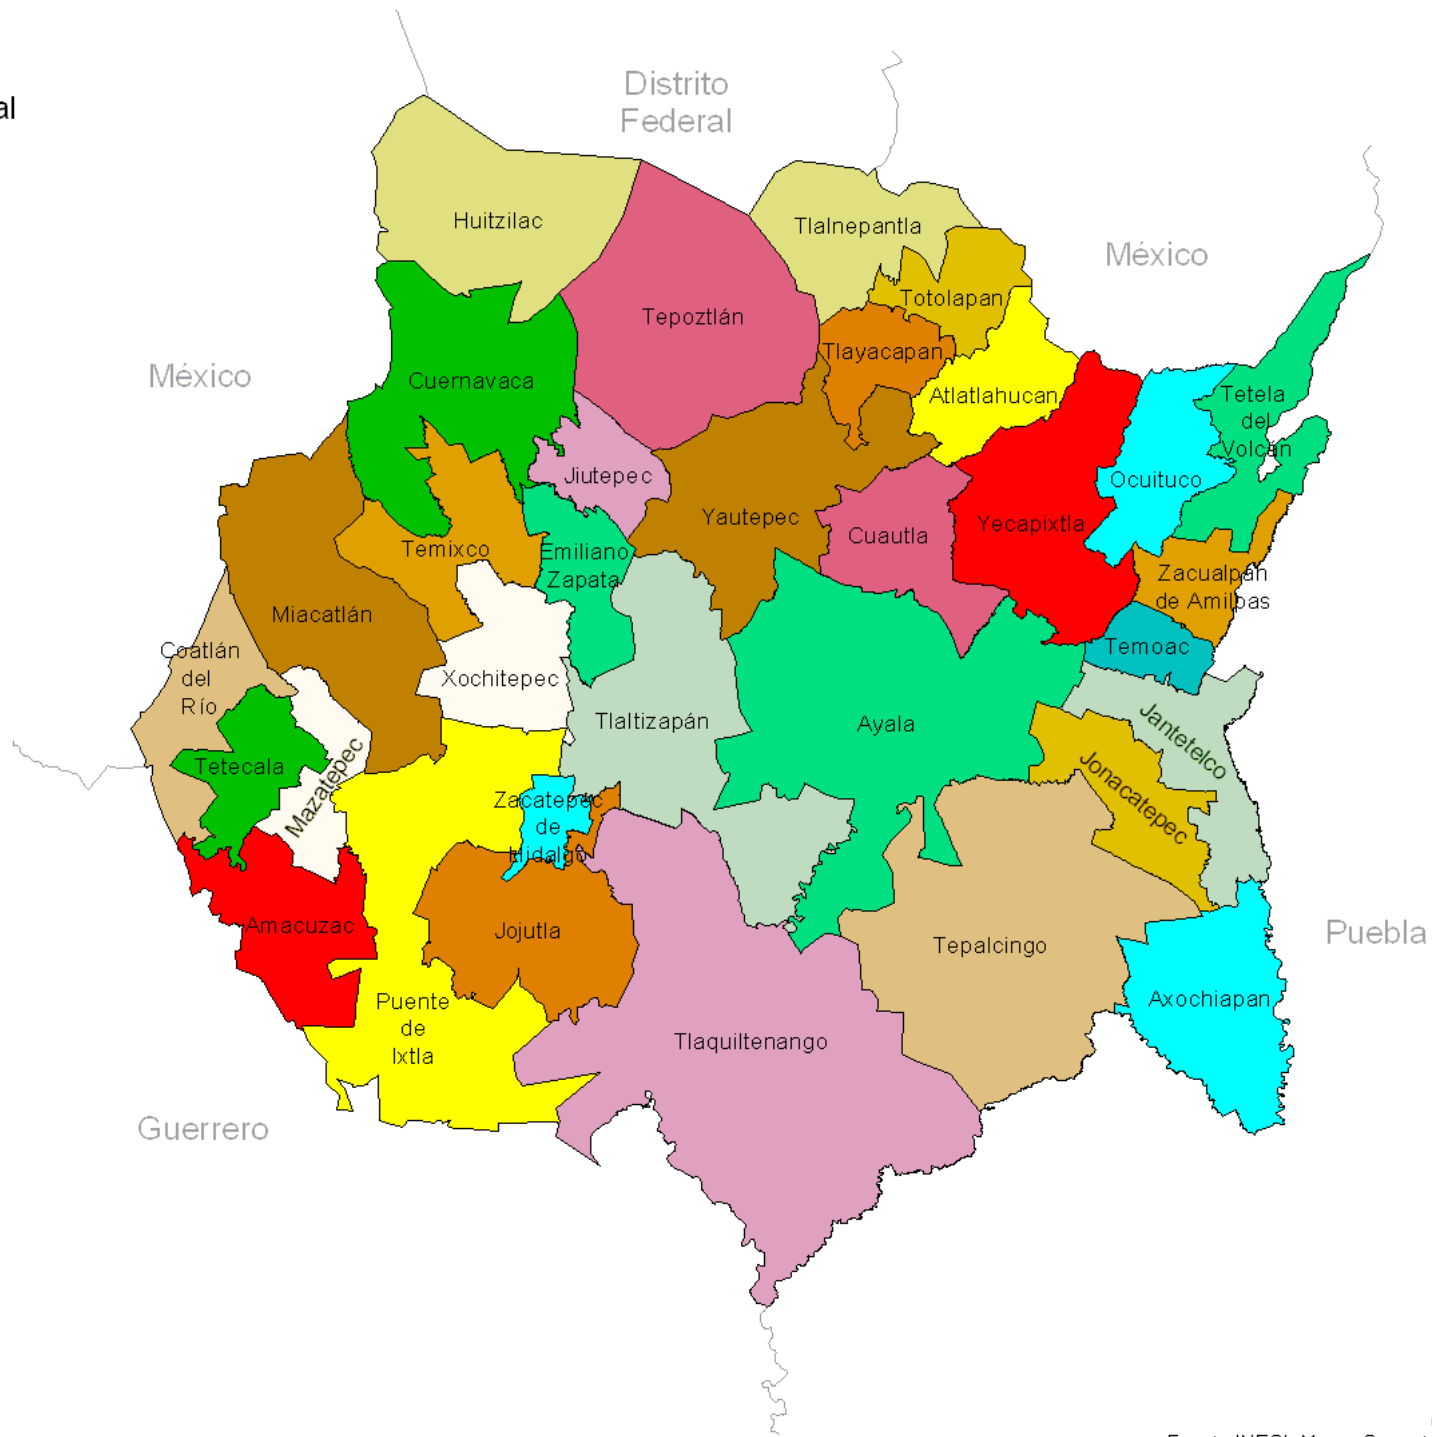 al
Distrito
Federal
Huitzilac
Tlalnepantla
México
Totolapan
Tepoztlán
Tlayacapan
México
Cuernavaca
Atlatlahucan
Tetela
del
Volcán
Jiutepec
Ocuituco
Yautepec
Yecapixtla
Cuautla
Temixco
Emiliano
Zapata
Zacualpan
de Amilpas
Miacatlán
Temoac
Coatlán
del
Río
Xochitepec
Tlaltizapán
Ayala
Jantetelco
Tetecala
Mazatepec
Jonacatepec
Zacatepec
de
Hidalgo
Amacuzac
Jojutla
Tepalcingo
Puebla
Puente
de
Ixtla
Axochiapan
Tlaquiltenango
Guerrero